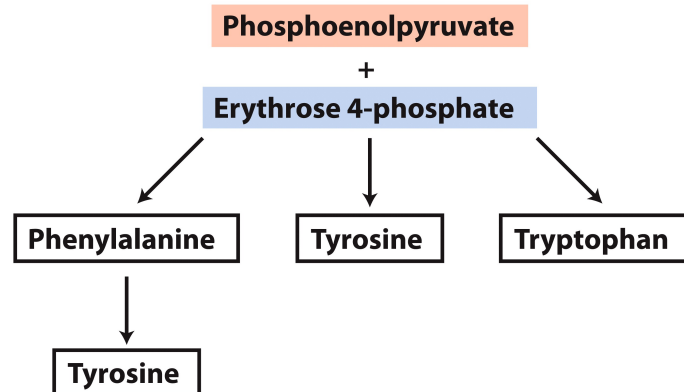 Phosphoenolpyruvate
+
Erythrose 4-phosphate
Phenylalanine
Tyrosine
Tryptophan
Tyrosine